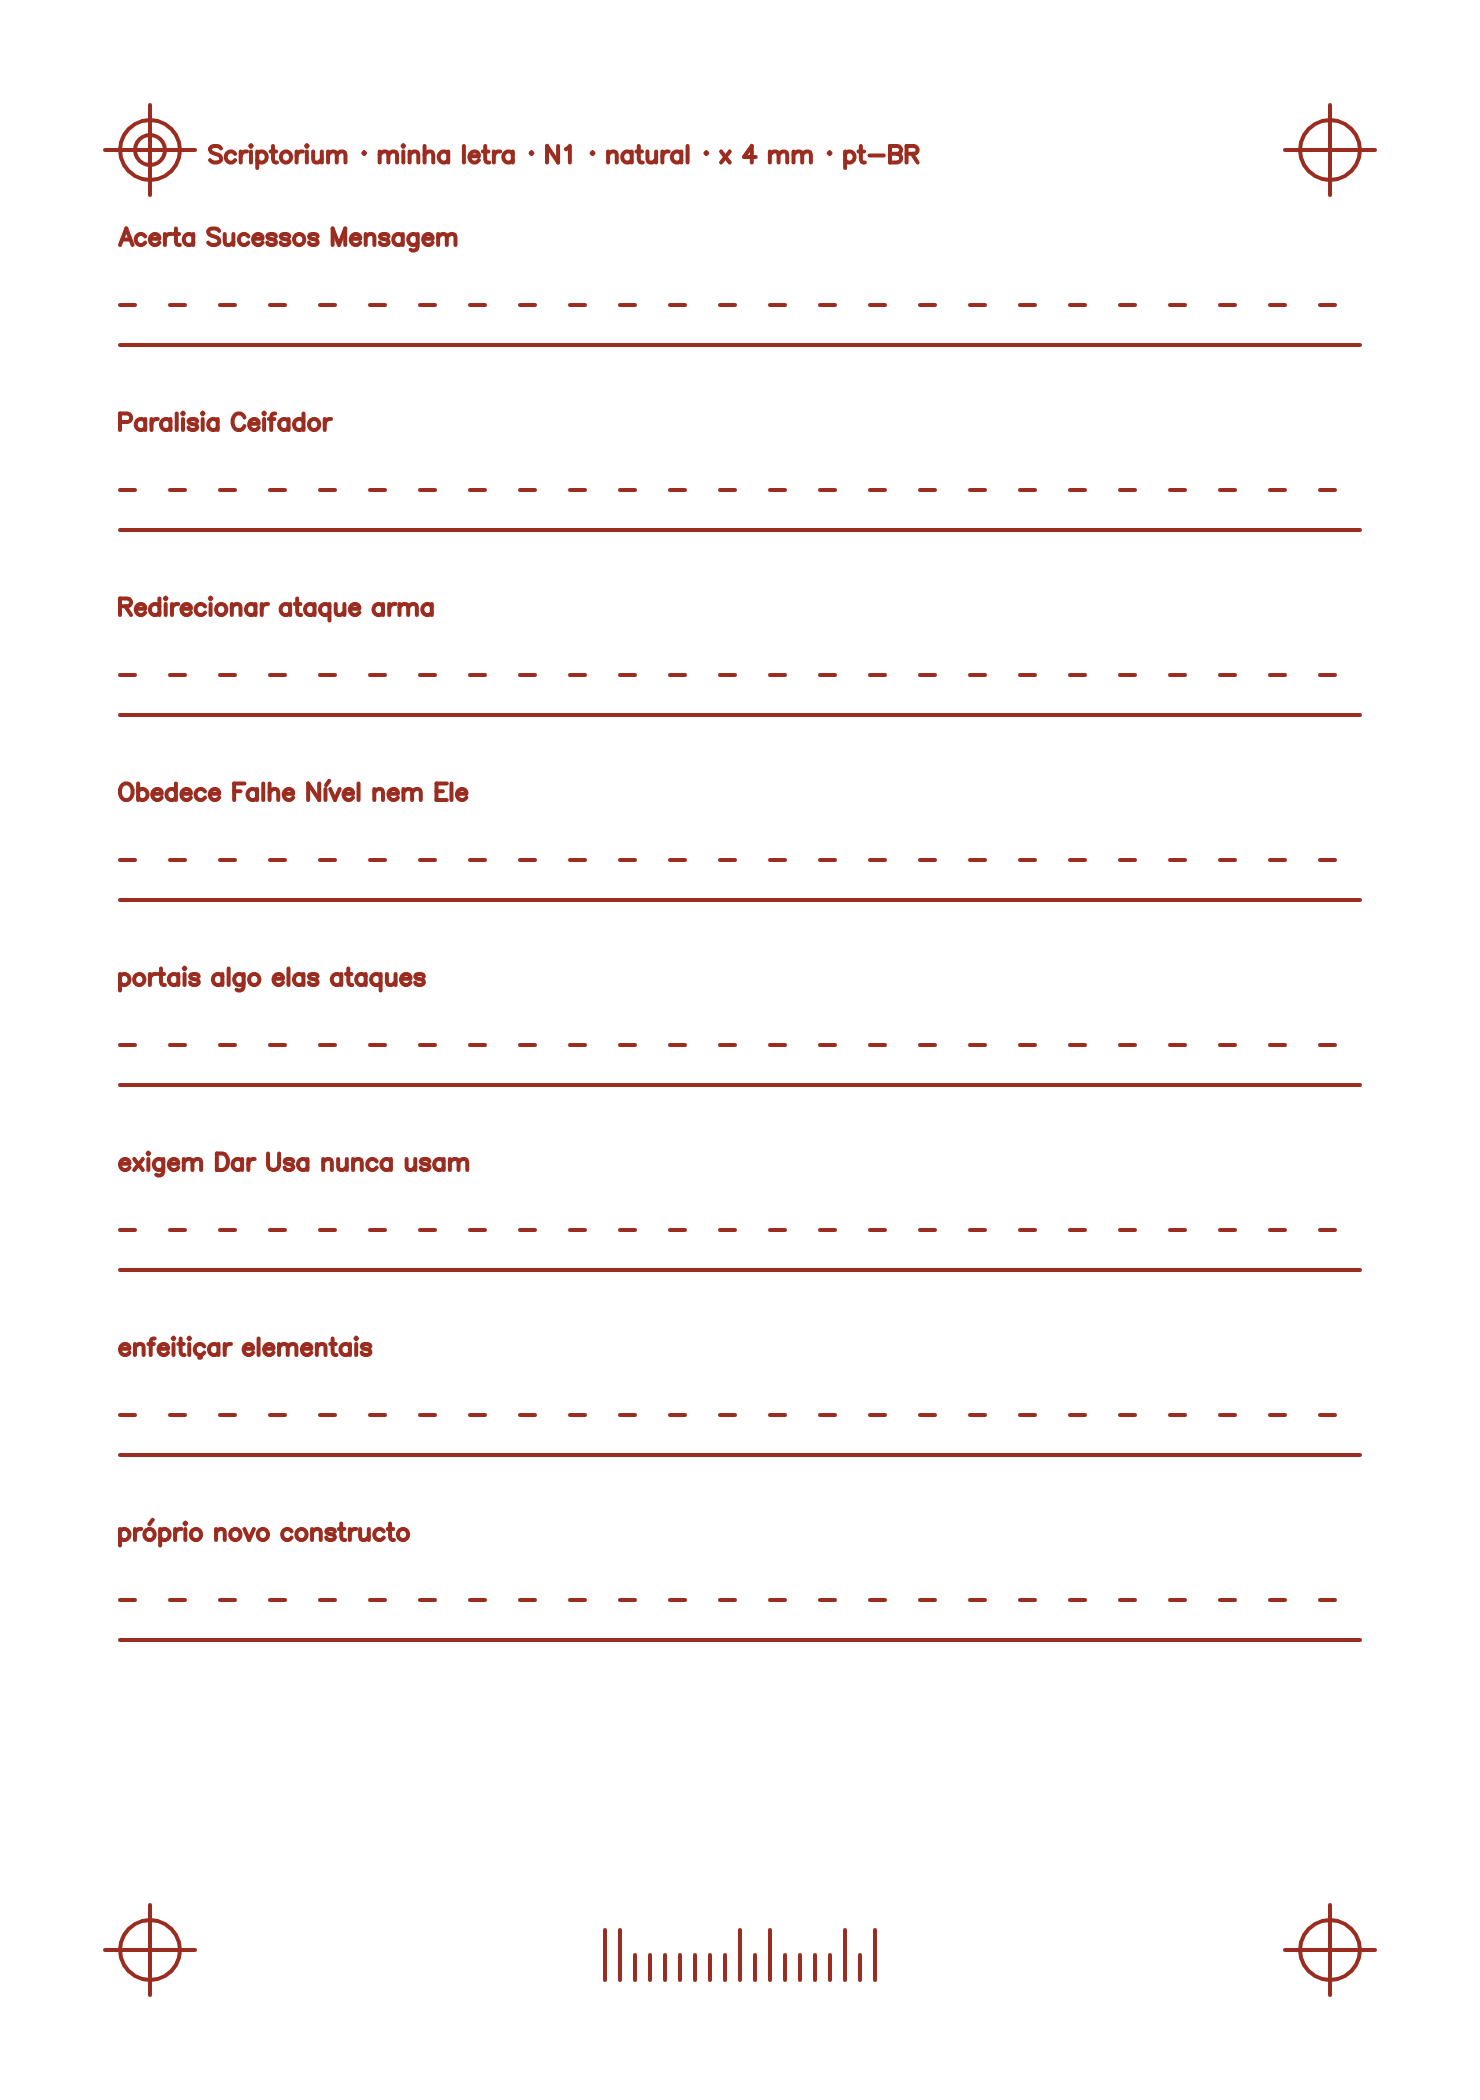 Scriptorium · minha letra · N1 · natural · x 4 mm · pt-BR
Acerta Sucessos Mensagem
Paralisia Ceifador
Redirecionar ataque arma
Obedece Falhe Nível nem Ele
portais algo elas ataques
exigem Dar Usa nunca usam
enfeitiçar elementais
próprio novo constructo